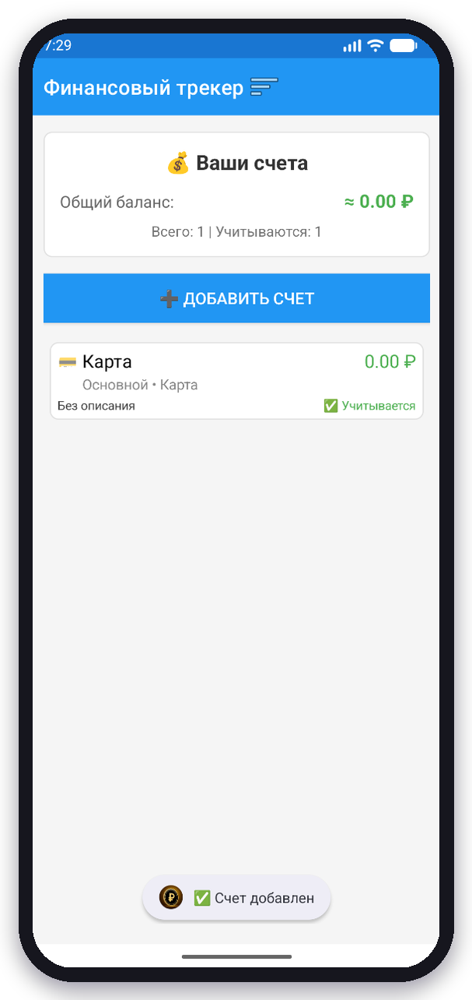 7:29
Финансовый трекер
💰 Ваши счета
Общий баланс: ≈ 0.00 ₽
Всего: 1 | Учитываются: 1
➕ ДОБАВИТЬ СЧЕТ
💳 Карта 0.00 ₽
Основной • Карта
Без описания ✅ Учитывается
✅ Счет добавлен